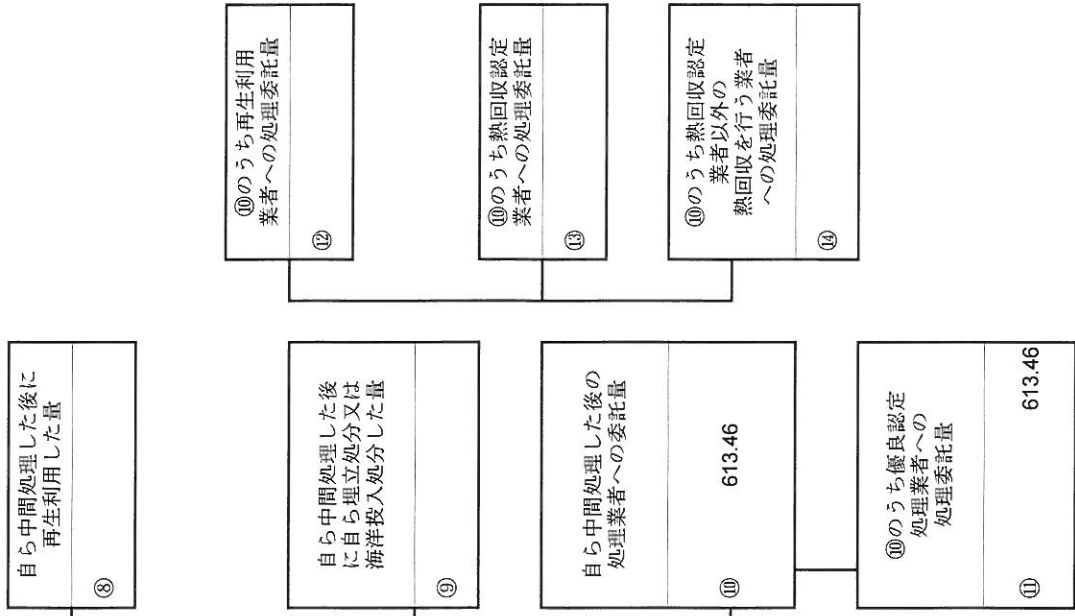 自ら中間処理した後に
再生利用した量
⑧
自ら中間処理した後
に自ら埋立処分又は
海洋投入処分した量
⑨
自ら中間処理した後の
処理業者への委託量
⑩
613.46
⑩のうち優良認定
処理業者への
処理委託量
⑪
613.46
⑩のうち再生利用
業者への処理委託量
⑫
⑩のうち熱回収認定
業者への処理委託量
⑬
⑩のうち熱回収認定
業者以外の
熱回収を行う業者
への処理委託量
⑭